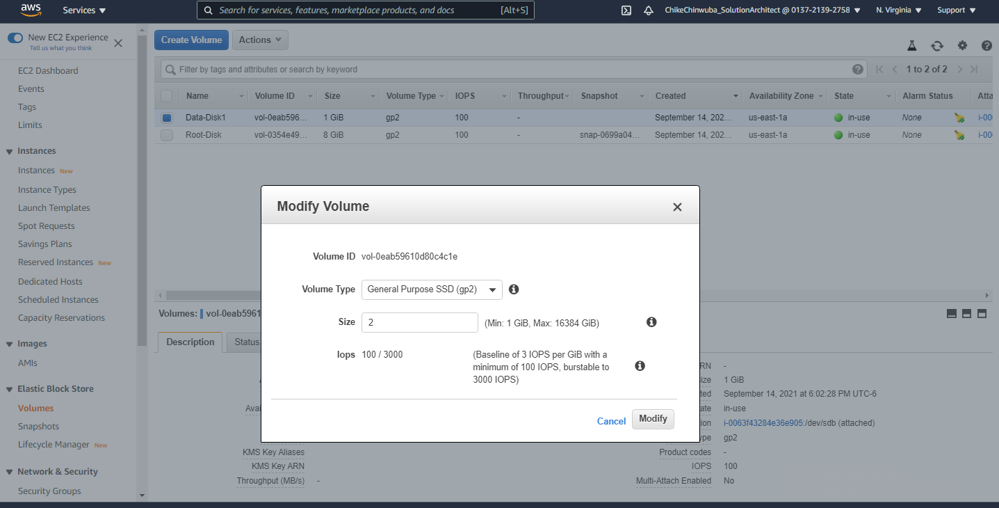 aws Services Search for services, features, marketplace products, and docs [Alt+S] ChikeChinwuba_SolutionArchitect @ 0137-2139-2758 N. Virginia Support
New EC2 Experience
Tell us what you think
EC2 Dashboard
Events
Tags
Limits
Instances
Instances New
Instance Types
Launch Templates
Spot Requests
Savings Plans
Reserved Instances New
Dedicated Hosts
Scheduled Instances
Capacity Reservations
Images
AMIs
Elastic Block Store
Volumes
Snapshots
Lifecycle Manager New
Network & Security
Security Groups
Create Volume Actions
Filter by tags and attributes or search by keyword 1 to 2 of 2
Name Volume ID Size Volume Type IOPS Throughput Snapshot Created Availability Zone State Alarm Status Atta
Data-Disk1 vol-0eab596... 1 GiB gp2 100 - September 14, 202... us-east-1a in-use None i-00
Root-Disk vol-0354e49... 8 GiB gp2 100 - snap-0699a04... September 14, 202... us-east-1a in-use None i-00
Modify Volume
Volume ID vol-0eab59610d80c4c1e
Volume Type General Purpose SSD (gp2)
Size 2 (Min: 1 GiB, Max: 16384 GiB)
Iops 100 / 3000 (Baseline of 3 IOPS per GiB with a
minimum of 100 IOPS, burstable to
3000 IOPS)
Cancel Modify
Volumes: vol-0eab5961
Description Status
RN -
ize 1 GiB
Avai
ted September 14, 2021 at 6:02:28 PM UTC-6
ate in-use
ion i-0063f43284e36e905:/dev/sdb (attached)
ype gp2
KMS Key Aliases Product codes -
KMS Key ARN IOPS 100
Throughput (MB/s) - Multi-Attach Enabled No